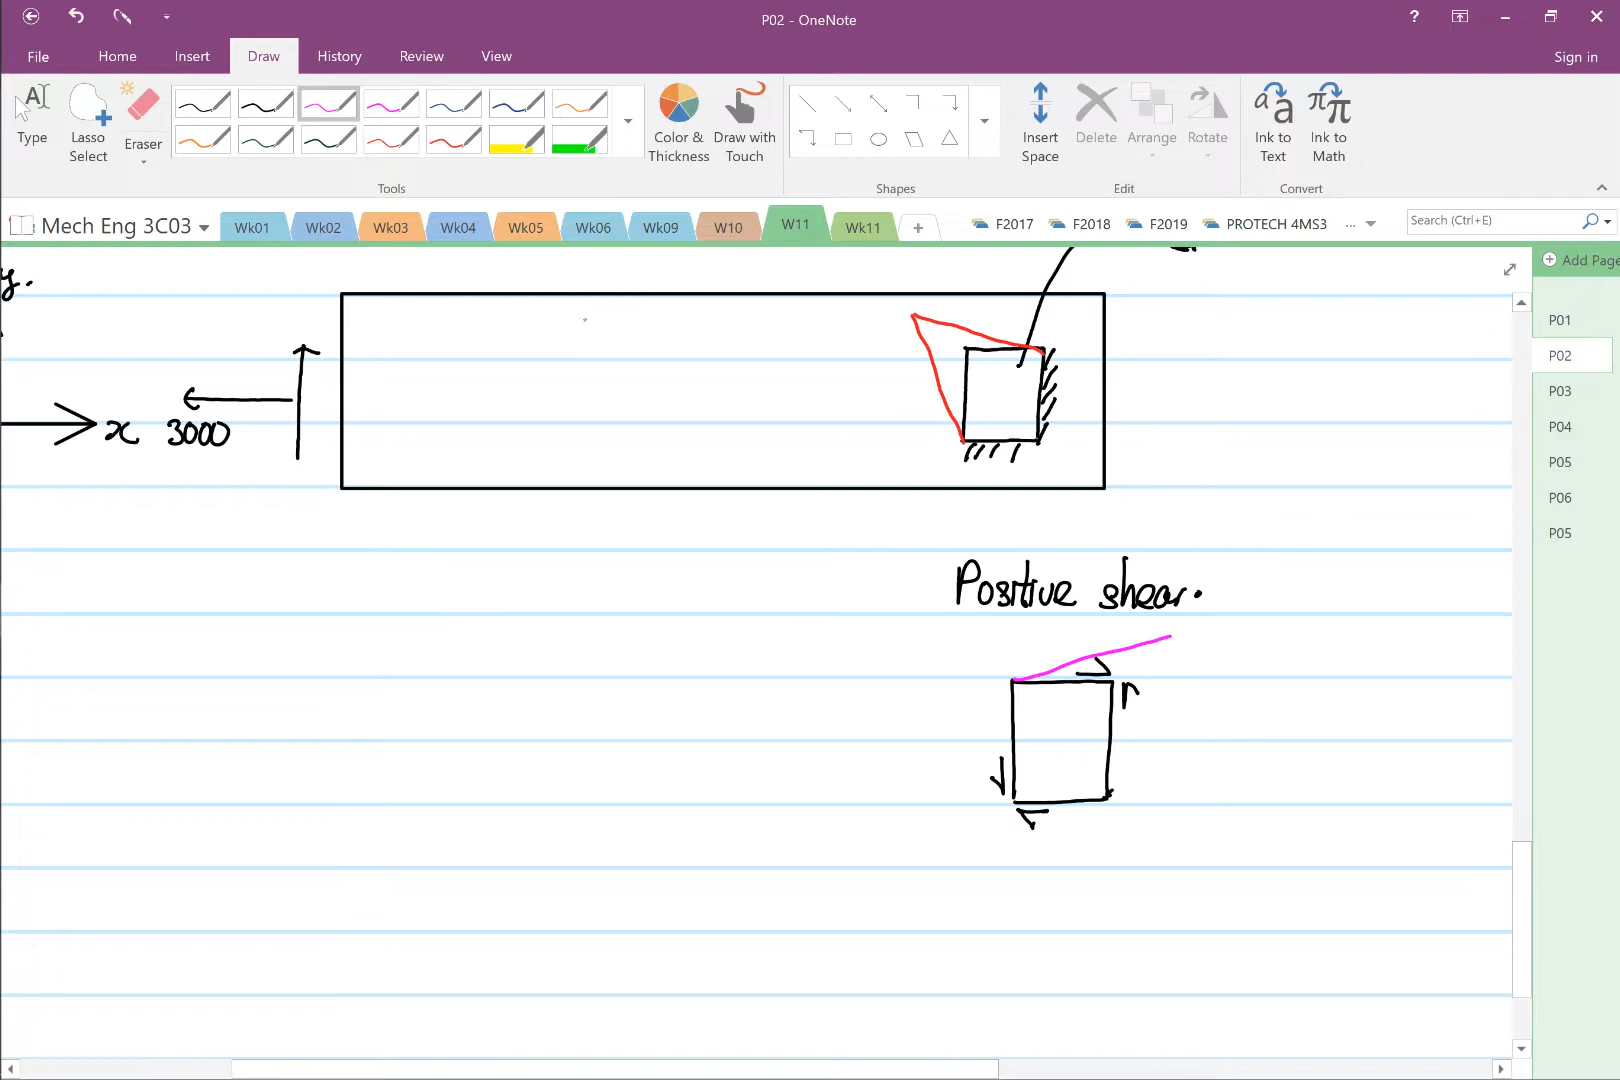 P02 - OneNote
?
File Home Insert Draw History Review View
Sign in
Type
Lasso Select
Eraser
Color & Thickness
Draw with Touch
Insert Space
Delete
Arrange
Rotate
Ink to Text
Ink to Math
Tools
Shapes
Edit
Convert
Mech Eng 3C03
Wk01 Wk02 Wk03 Wk04 Wk05 Wk06 Wk09 W10 W11 Wk11 +
F2017 F2018 F2019 PROTECH 4MS3 ...
Search (Ctrl+E)
Add Page
P01
P02
P03
P04
P05
P06
P05
y.
x 3000
Positive shear.